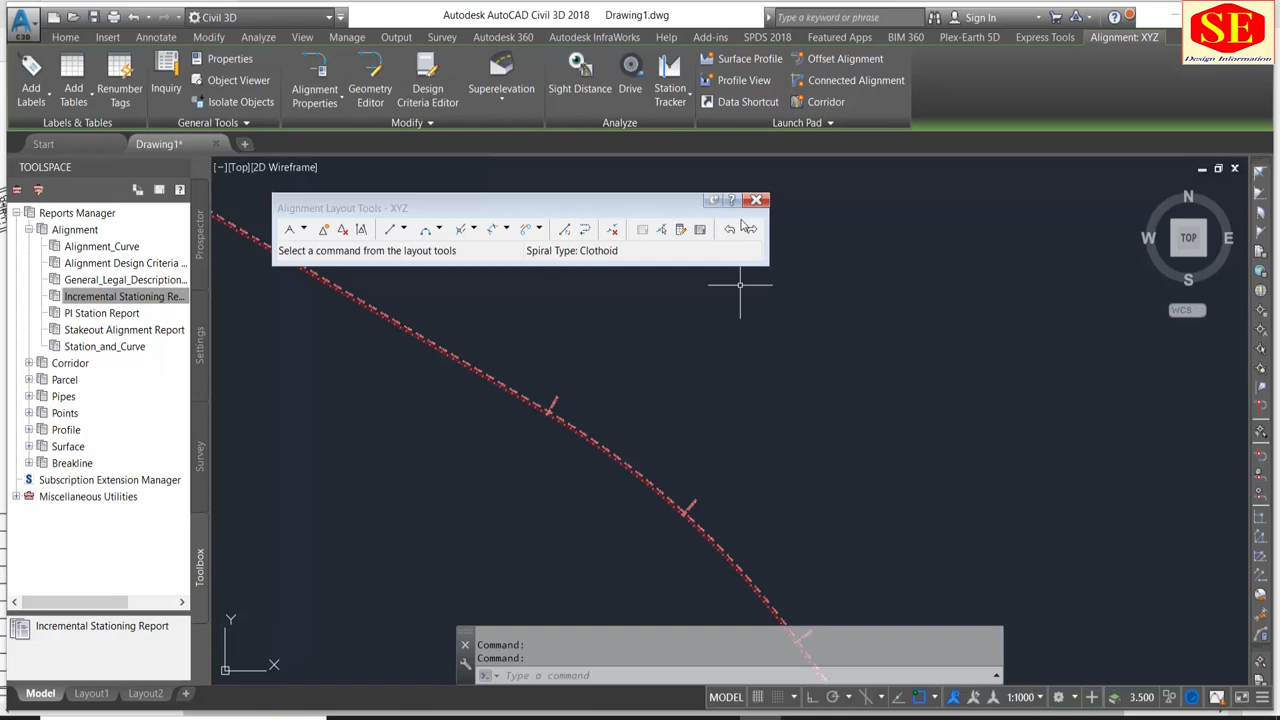 Civil 3D
Autodesk AutoCAD Civil 3D 2018 Drawing1.dwg
Type a keyword or phrase
Sign In
SE
Design Information
C3D
Home Insert Annotate Modify Analyze View Manage Output Survey Autodesk 360 Autodesk InfraWorks Help Add-ins SPDS 2018 Featured Apps BIM 360 Plex-Earth 5D Express Tools Alignment: XYZ
Add Labels
Add Tables
Renumber Tags
Labels & Tables
Inquiry
Properties
Object Viewer
Isolate Objects
General Tools
Alignment Properties
Geometry Editor
Design Criteria Editor
Superelevation
Modify
Sight Distance
Drive
Station Tracker
Analyze
Surface Profile
Profile View
Data Shortcut
Offset Alignment
Connected Alignment
Corridor
Launch Pad
Start
Drawing1*
TOOLSPACE
[−][Top][2D Wireframe]
Reports Manager
Alignment
Alignment_Curve
Alignment Design Criteria ...
General_Legal_Description...
Incremental Stationing Re...
PI Station Report
Stakeout Alignment Report
Station_and_Curve
Corridor
Parcel
Pipes
Points
Profile
Surface
Breakline
Subscription Extension Manager
Miscellaneous Utilities
Prospector
Settings
Survey
Toolbox
Incremental Stationing Report
Alignment Layout Tools - XYZ
Select a command from the layout tools
Spiral Type: Clothoid
N
W TOP E
S
WCS
Y
X
Command:
Command:
Type a command
Model Layout1 Layout2
MODEL
1:1000
3.500